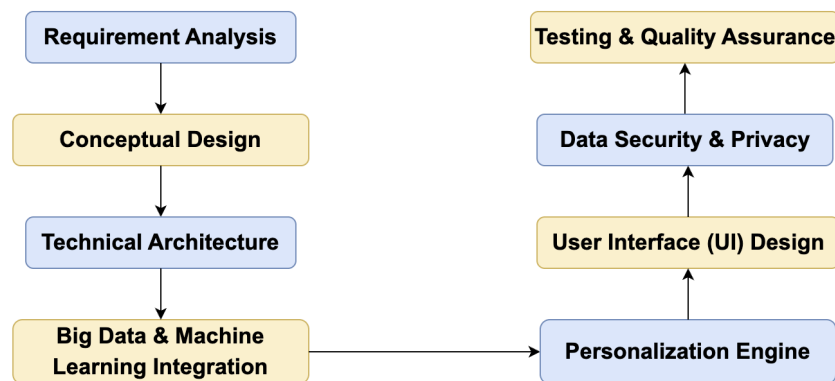 Requirement Analysis
Conceptual Design
Technical Architecture
Big Data & Machine
Learning Integration
Personalization Engine
User Interface (UI) Design
Data Security & Privacy
Testing & Quality Assurance